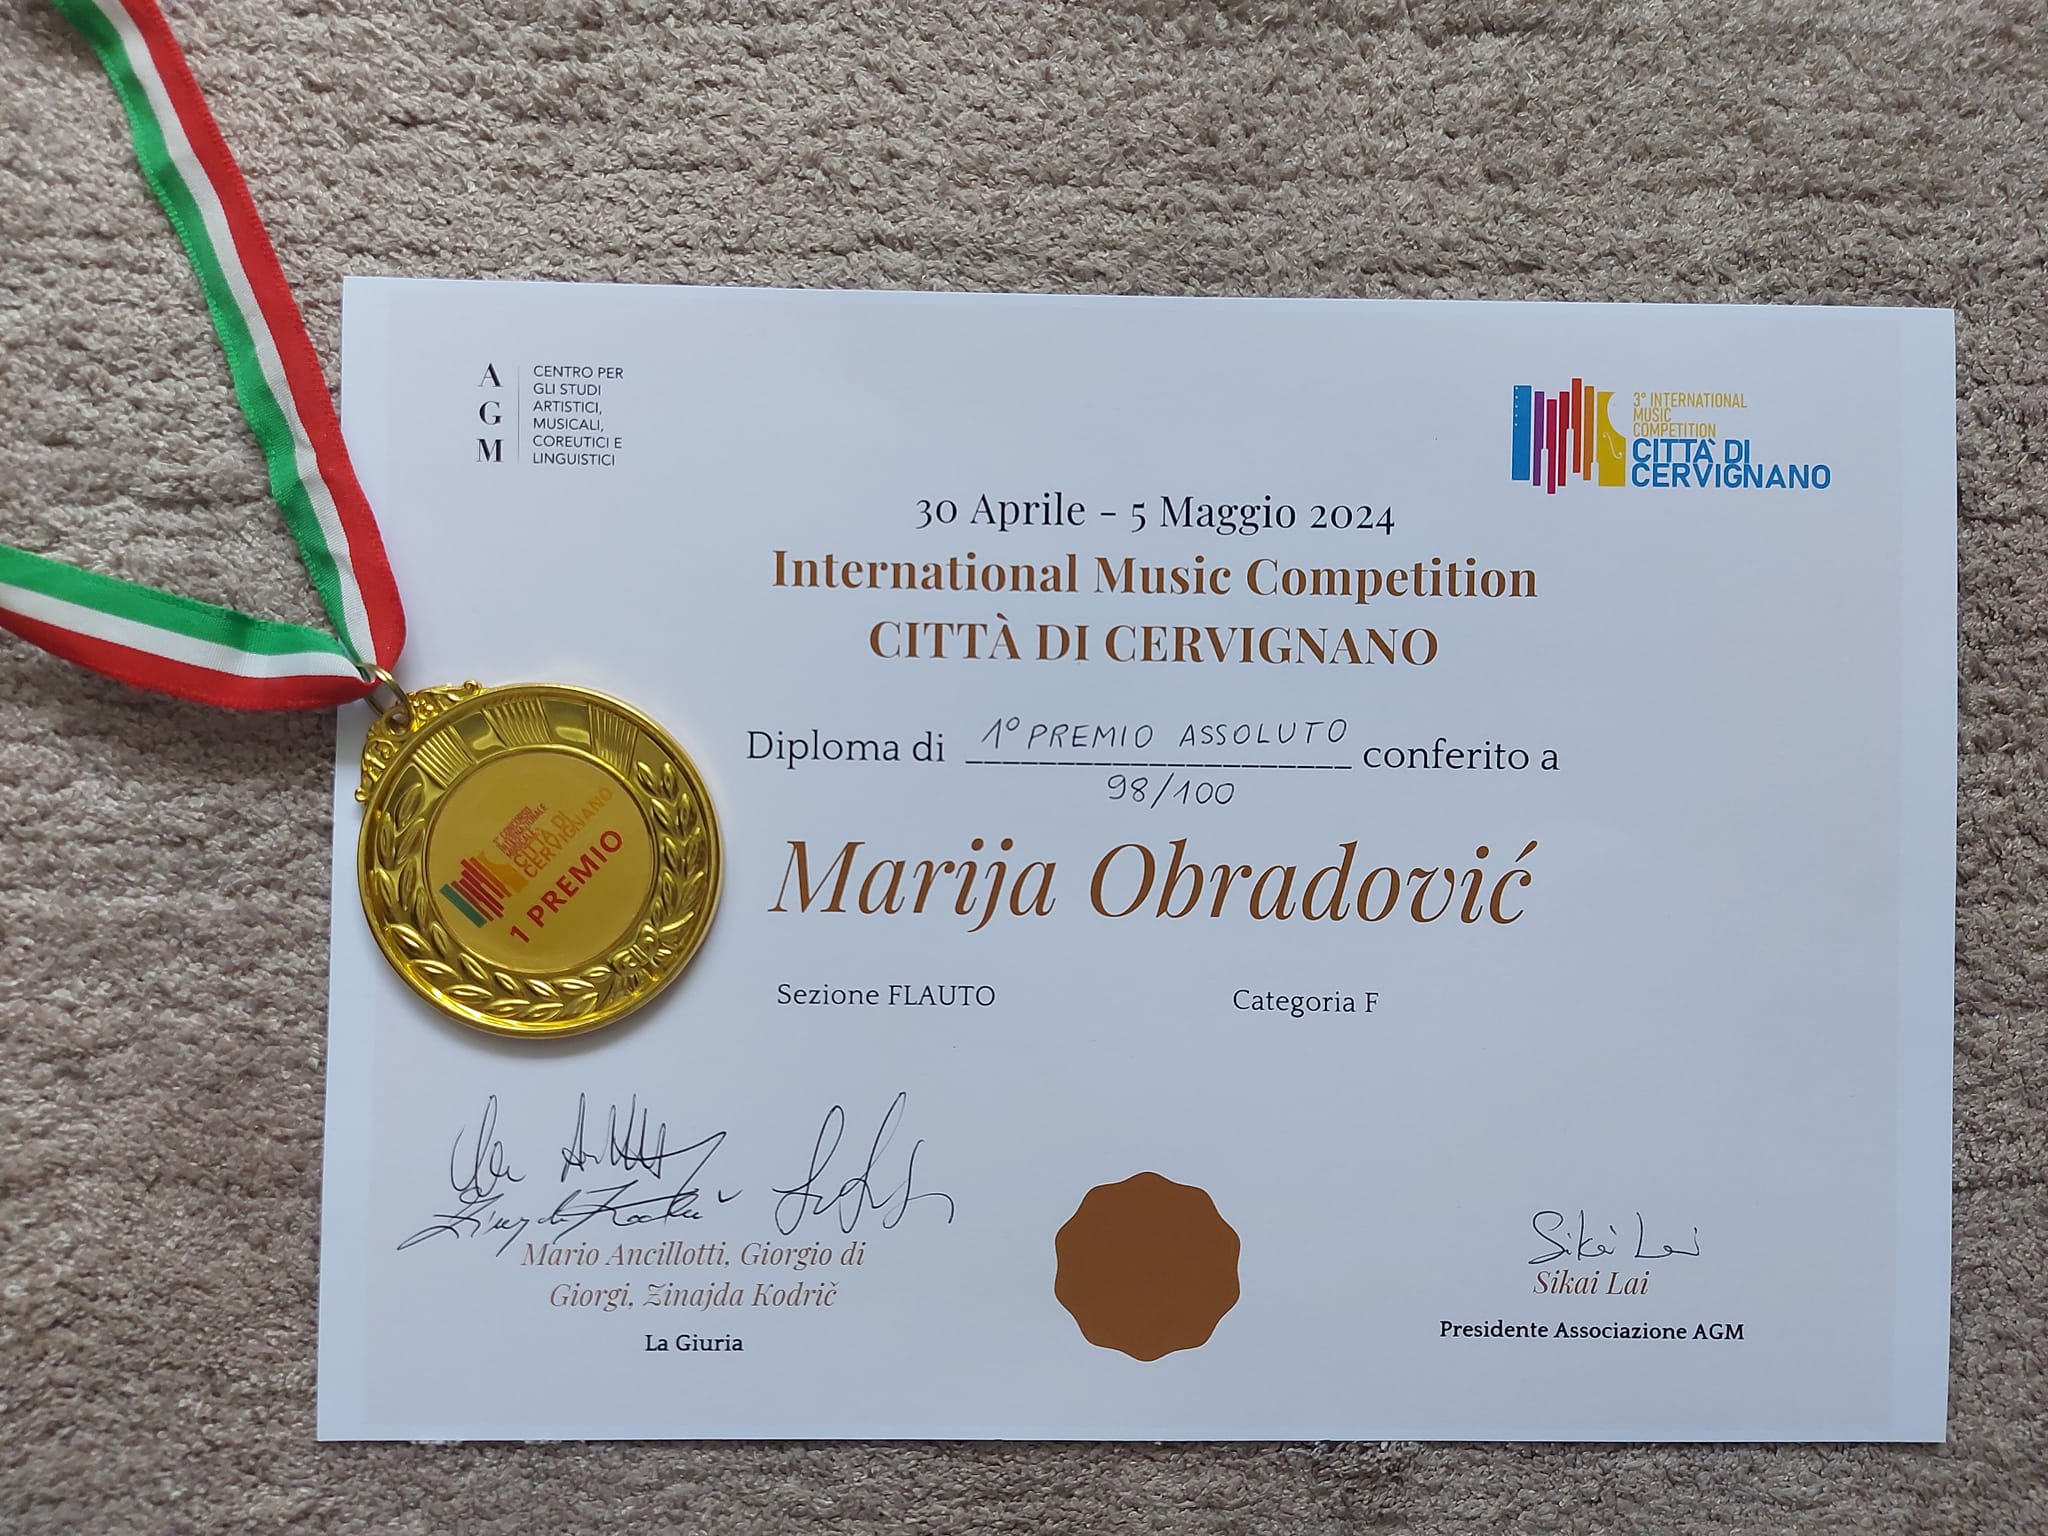 A
G
M
CENTRO PER
GLI STUDI
ARTISTICI,
MUSICALI,
COREUTICI E
LINGUISTICI
3° INTERNATIONAL
MUSIC
COMPETITION
CITTÀ DI
CERVIGNANO
30 Aprile - 5 Maggio 2024
International Music Competition
CITTÀ DI CERVIGNANO
Diploma di 1° PREMIO ASSOLUTO conferito a
98/100
Marija Obradović
Sezione FLAUTO Categoria F
CITTÀ DI
CERVIGNANO
1 PREMIO
Mario Ancillotti, Giorgio di
Giorgi, Zinajda Kodrič
La Giuria
Sikai Lai
Sikai Lai
Presidente Associazione AGM